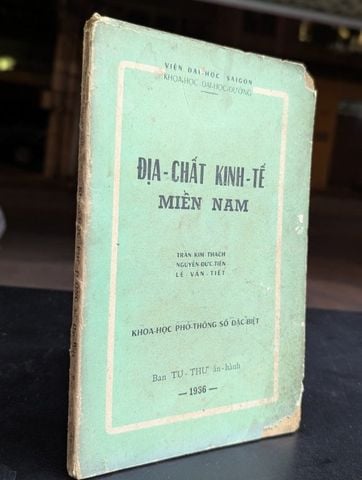 VIỆN ĐẠI-HỌC SAIGON
KHOA-HỌC ĐẠI-HỌC-ĐƯỜNG
ĐỊA-CHẤT KINH-TẾ
MIỀN NAM
TRẦN KIM THẠCH
NGUYỄN-ĐỨC-TIẾN
LÊ VĂN-TIẾT
KHOA-HỌC PHỔ-THÔNG SỐ ĐẶC-BIỆT
Ban TU-THƯ ấn-hành
— 1936 —